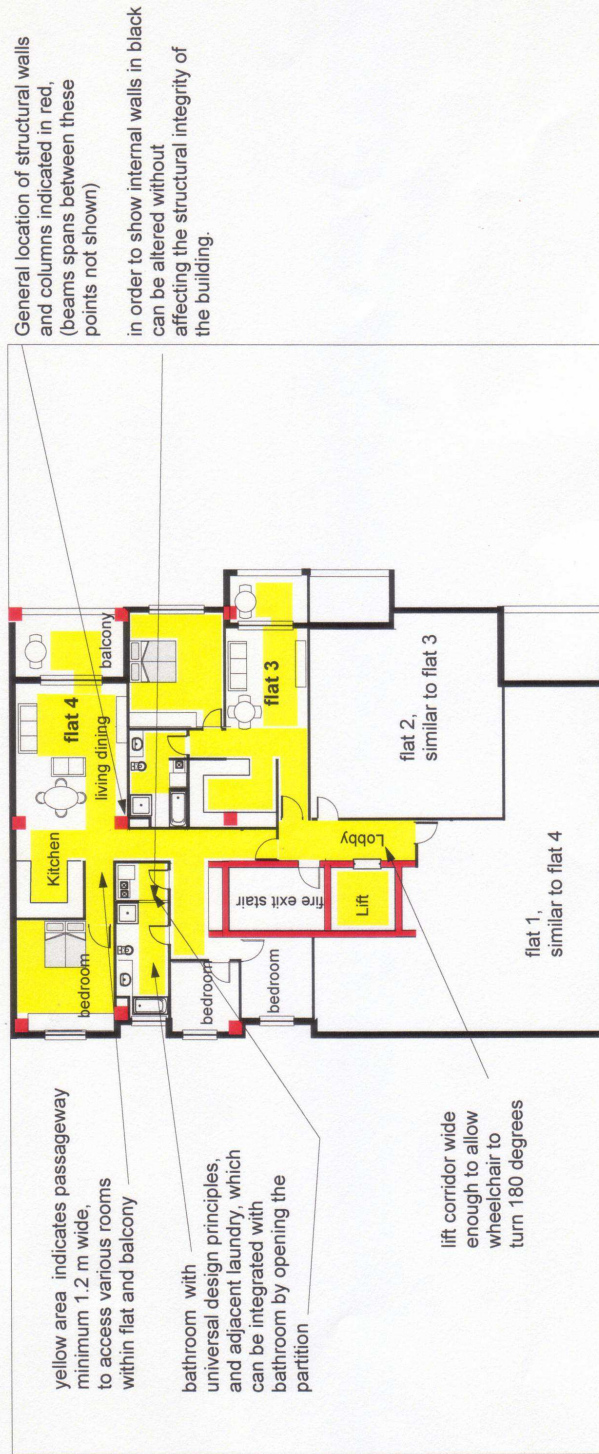 General location of structural walls
and columns indicated in red,
(beams spans between these
points not shown)
in order to show internal walls in black
can be altered without
affecting the structural integrity of
the building.
yellow area indicates passageway
minimum 1.2 m wide,
to access various rooms
within flat and balcony
bathroom with
universal design principles,
and adjacent laundry, which
can be integrated with
bathroom by opening the
partition
lift corridor wide
enough to allow
wheelchair to
turn 180 degrees
bedroom
Kitchen
living dining
flat 4
balcony
bedroom
bedroom
fire exit stair
Lift
Lobby
flat 3
flat 2,
similar to flat 3
flat 1,
similar to flat 4